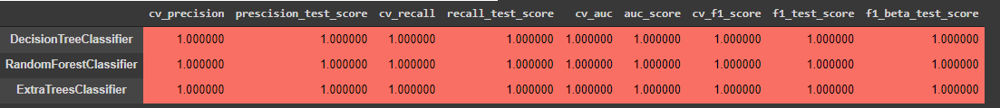 cv_precision prescision_test_score cv_recall recall_test_score cv_auc auc_score cv_f1_score f1_test_score f1_beta_test_score
DecisionTreeClassifier 1.000000 1.000000 1.000000 1.000000 1.000000 1.000000 1.000000 1.000000 1.000000
RandomForestClassifier 1.000000 1.000000 1.000000 1.000000 1.000000 1.000000 1.000000 1.000000 1.000000
ExtraTreesClassifier 1.000000 1.000000 1.000000 1.000000 1.000000 1.000000 1.000000 1.000000 1.000000